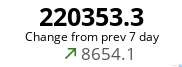 220353.3
Change from prev 7 day
↗ 8654.1